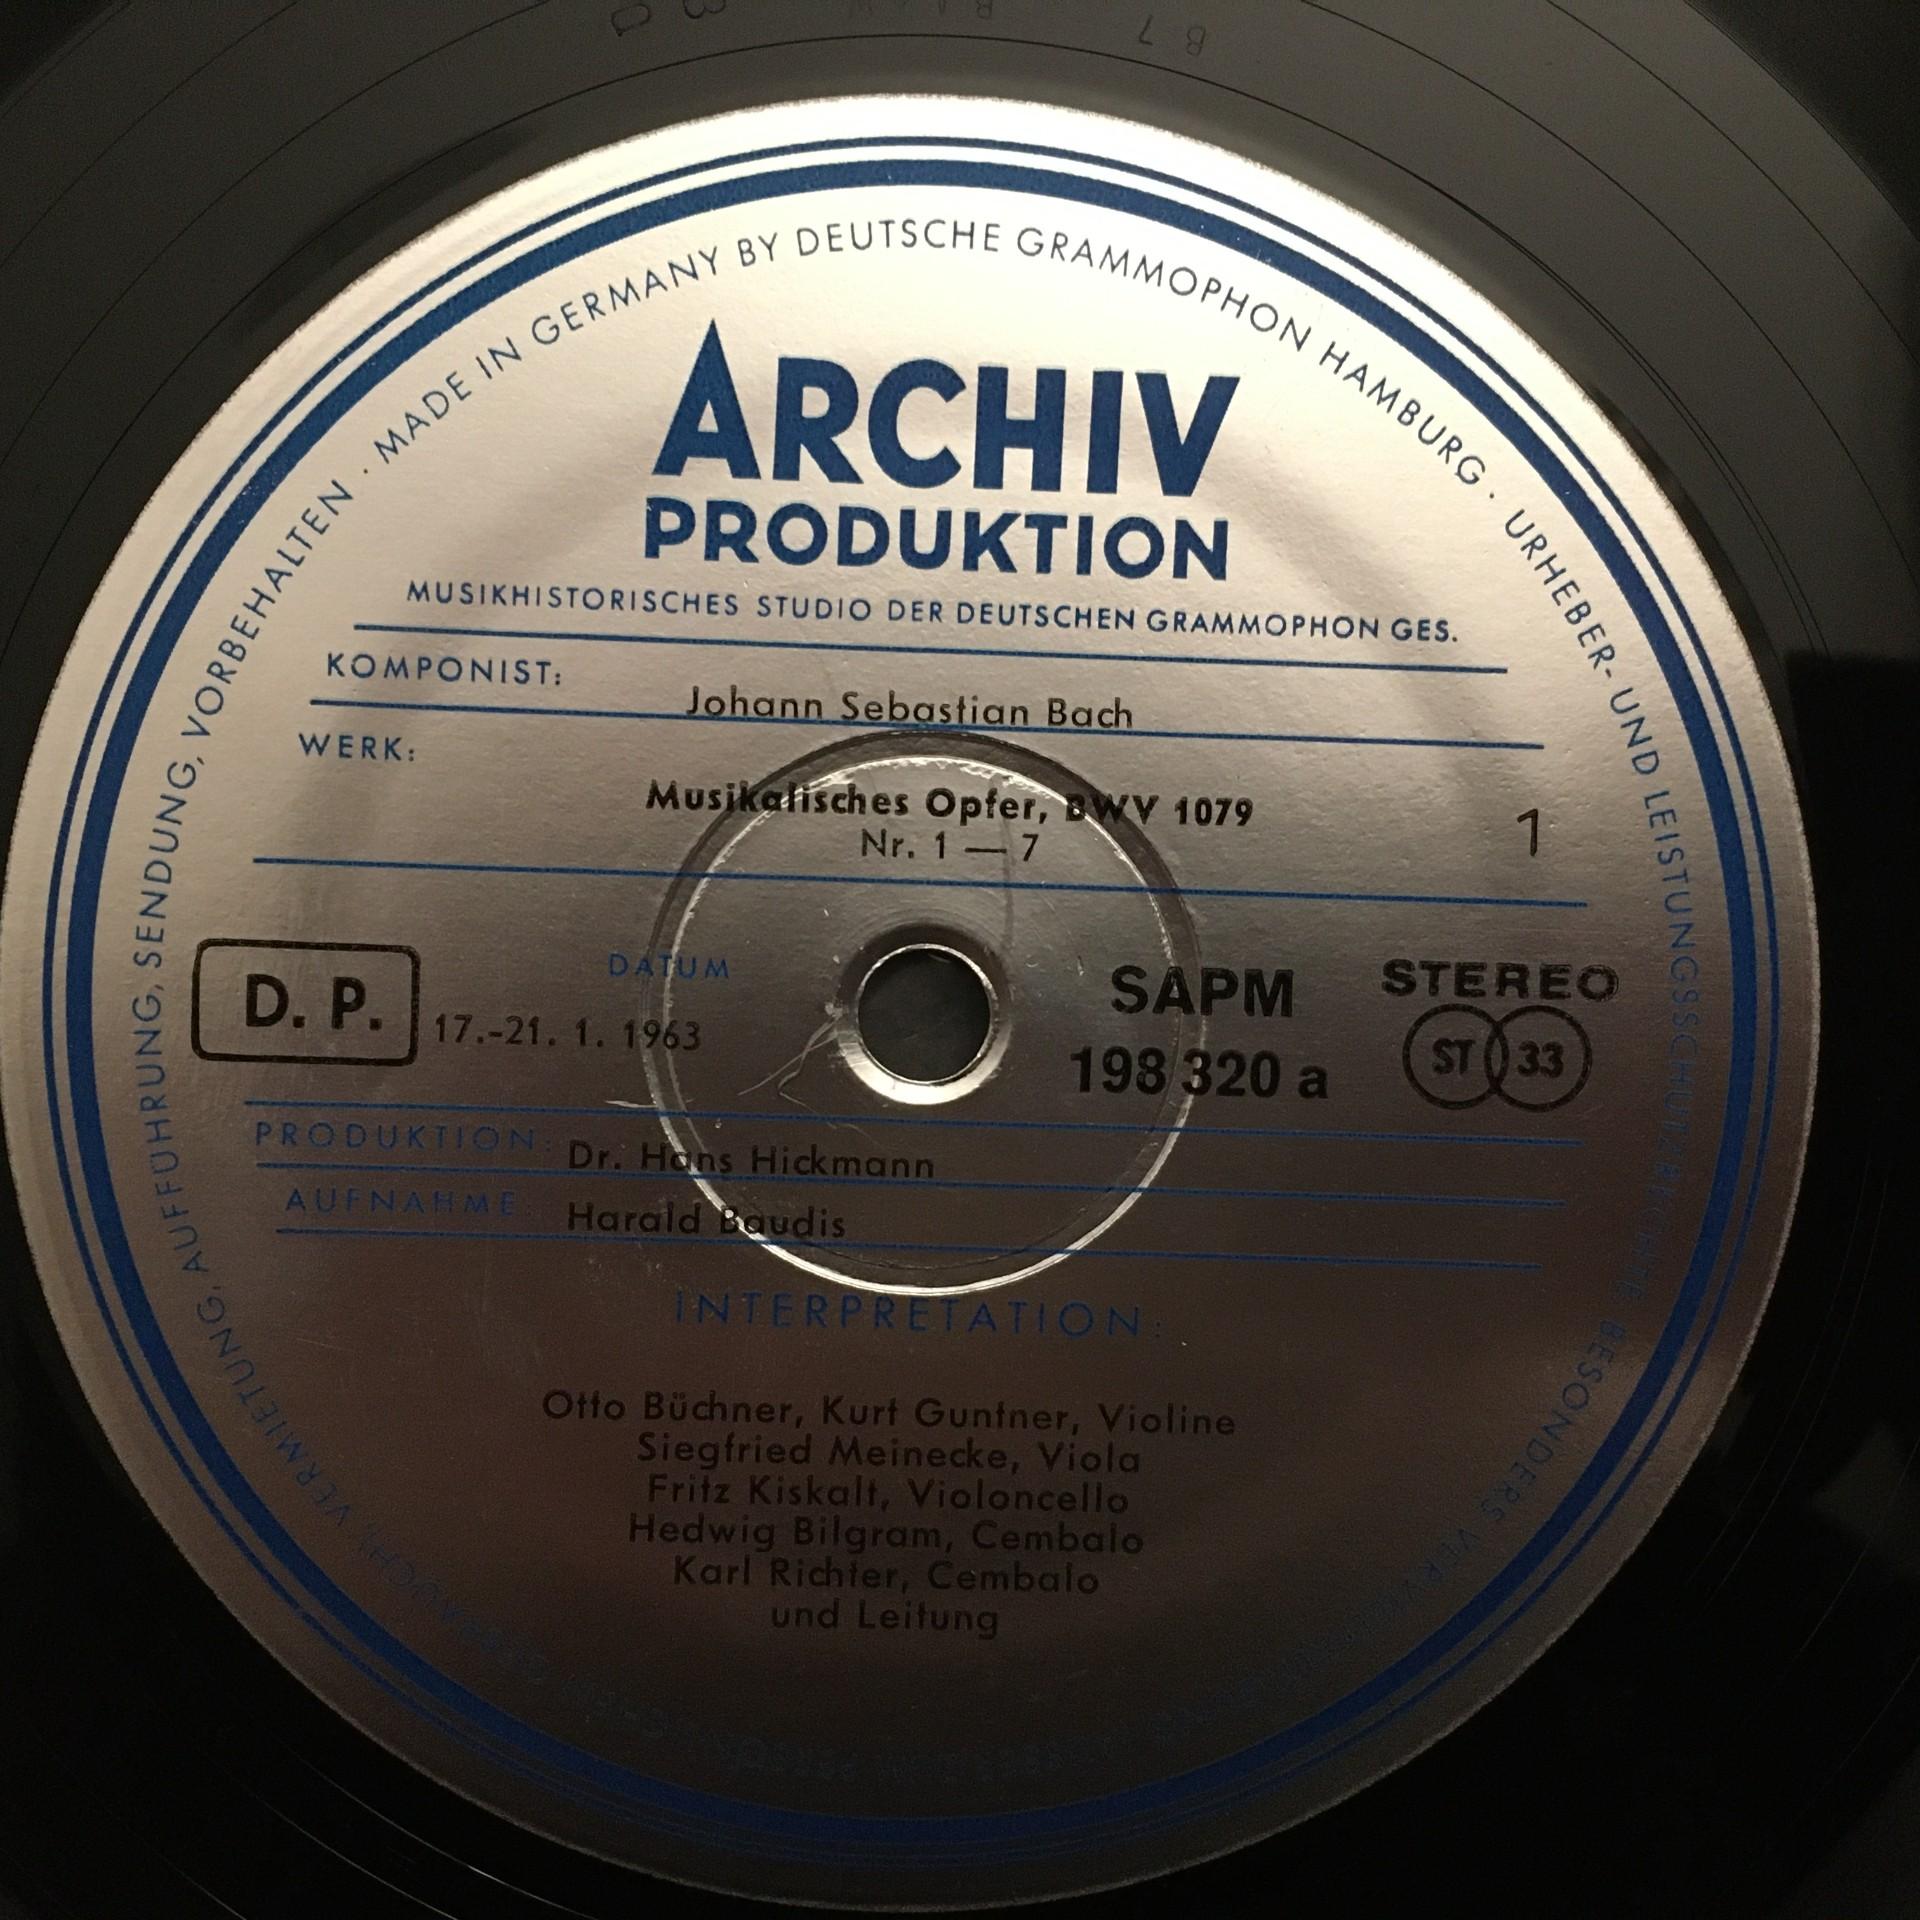 MADE IN GERMANY BY DEUTSCHE GRAMMOPHON HAMBURG · URHEBER- UND LEISTUNGSSCHUTZRECHTE BESONDERS
VERMIETUNG, AUFFÜHRUNG, SENDUNG, VORBEHALTEN ·
ARCHIV
PRODUKTION
MUSIKHISTORISCHES STUDIO DER DEUTSCHEN GRAMMOPHON GES.
KOMPONIST:
Johann Sebastian Bach
WERK:
Musikalisches Opfer, BWV 1079
Nr. 1 — 7
1
D. P.
DATUM
17.-21. 1. 1963
SAPM
198 320 a
STEREO
ST 33
PRODUKTION: Dr. Hans Hickmann
AUFNAHME: Harald Baudis
INTERPRETATION:
Otto Büchner, Kurt Guntner, Violine
Siegfried Meinecke, Viola
Fritz Kiskalt, Violoncello
Hedwig Bilgram, Cembalo
Karl Richter, Cembalo
und Leitung